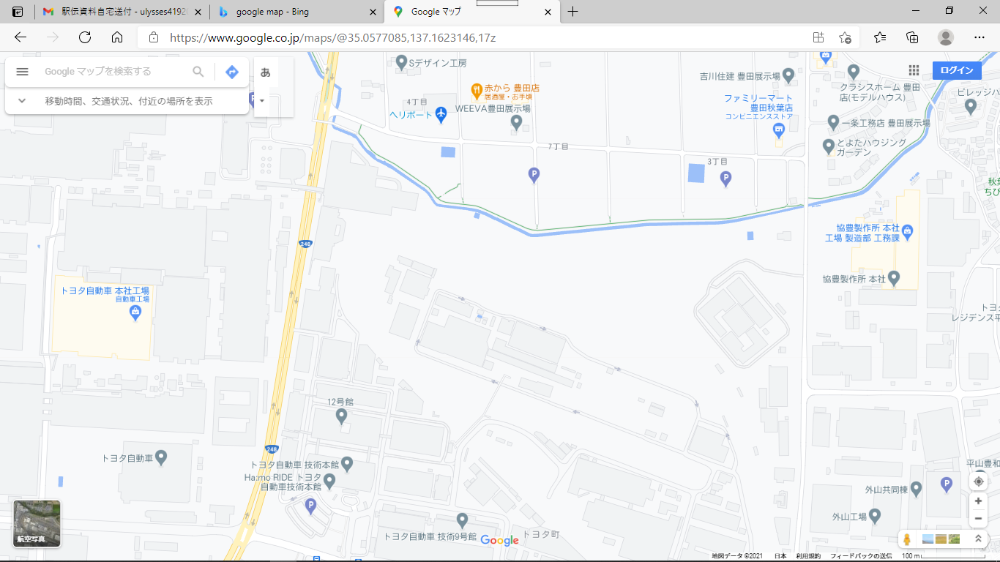 駅伝資料自宅送付 - ulysses4192
google map - Bing
Google マップ
https://www.google.co.jp/maps/@35.0577085,137.1623146,17z
Google マップを検索する
あ
ログイン
移動時間、交通状況、付近の場所を表示
Sデザイン工房
赤から 豊田店
居酒屋・お手頃
4丁目
ヘリポート
WEEVA豊田展示場
吉川住建 豊田展示場
ファミリーマート
豊田秋葉店
コンビニエンスストア
クランスホーム 豊田
店(モデルハウス)
ビレッジハ
一条工務店 豊田展示場
とよたハウジング
ガーデン
7丁目
3丁目
P
P
秋葉
ちび
248
協豊製作所 本社
工場 製造部 工務課
協豊製作所 本社
トヨタ自動車 本社工場
自動車工場
トヨ
レジデンス平
12号館
248
トヨタ自動車
トヨタ自動車 技術本館
Ha:mo RIDE トヨタ
自動車技術本館
P
平山豊和
外山共同棟
P
外山工場
トヨタ自動車 技術9号館
トヨタ町
Google
航空写真
地図データ ©2021
日本
利用規約
フィードバックの送信
100 m